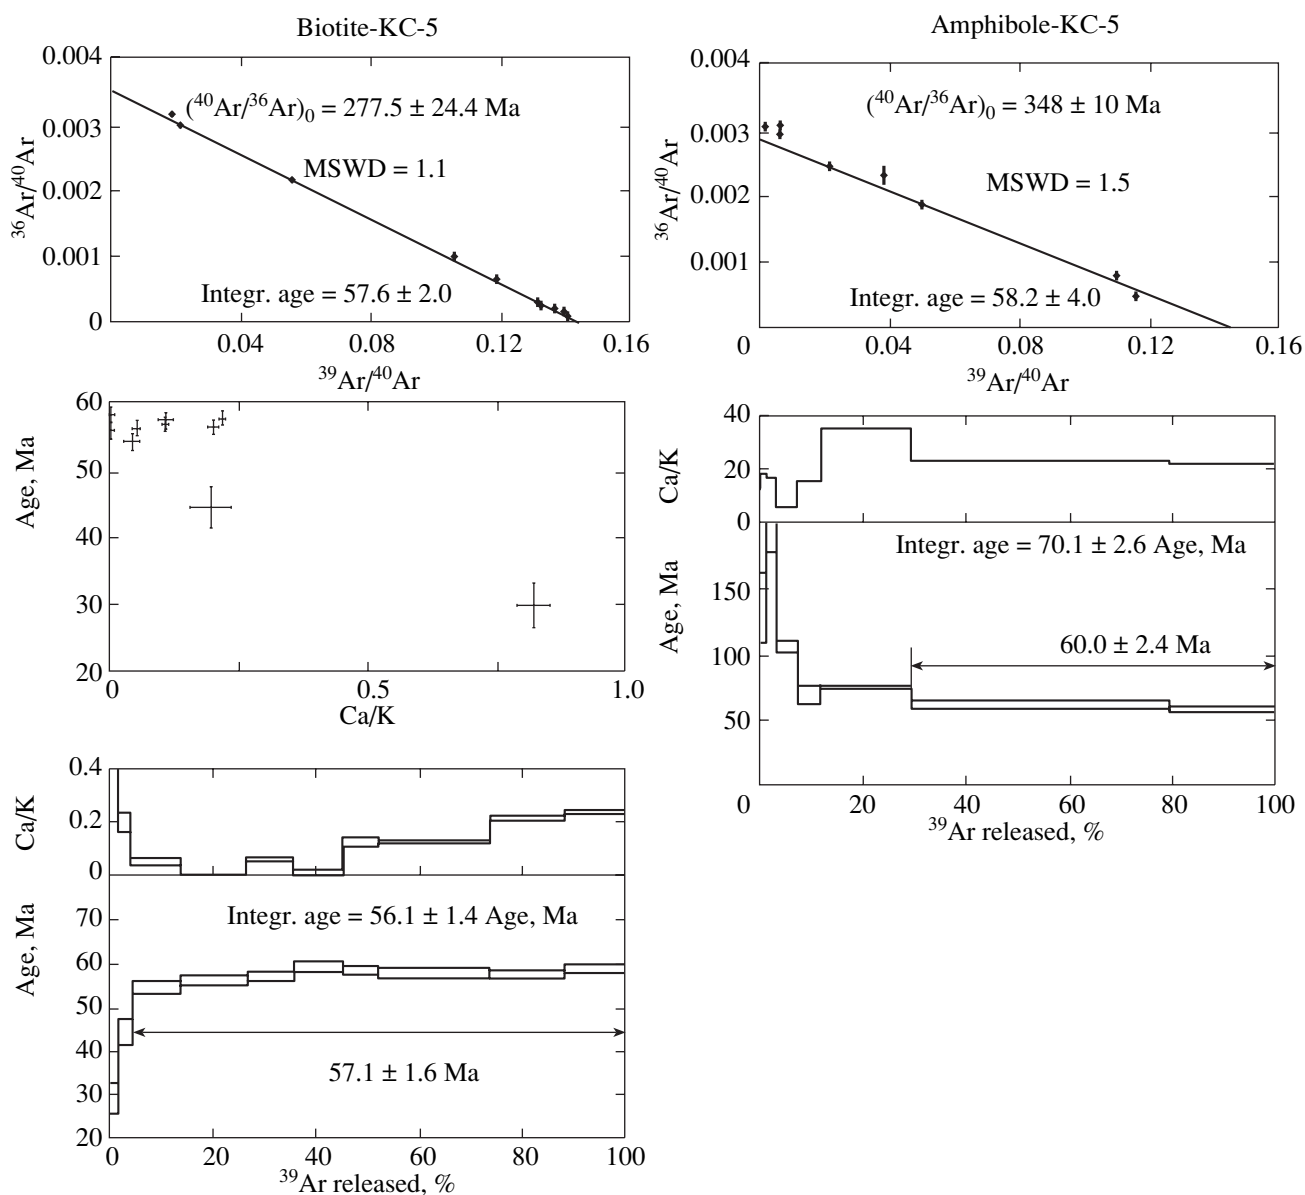 Biotite-KC-5
0.004
0.003
0.002
0.001
0
³⁶Ar/⁴⁰Ar
(⁴⁰Ar/³⁶Ar)₀ = 277.5 ± 24.4 Ma
MSWD = 1.1
Integr. age = 57.6 ± 2.0
0.04 0.08 0.12 0.16
³⁹Ar/⁴⁰Ar
Amphibole-KC-5
0.004
0.003
0.002
0.001
³⁶Ar/⁴⁰Ar
(⁴⁰Ar/³⁶Ar)₀ = 348 ± 10 Ma
MSWD = 1.5
Integr. age = 58.2 ± 4.0
0 0.04 0.08 0.12 0.16
³⁹Ar/⁴⁰Ar
60
50
40
30
20
Age, Ma
0 0.5 1.0
Ca/K
40
20
0
Ca/K
Integr. age = 70.1 ± 2.6 Age, Ma
150
100
50
Age, Ma
60.0 ± 2.4 Ma
0 20 40 60 80 100
³⁹Ar released, %
0.4
0.2
0
Ca/K
70
60
50
40
30
20
Age, Ma
Integr. age = 56.1 ± 1.4 Age, Ma
57.1 ± 1.6 Ma
0 20 40 60 80 100
³⁹Ar released, %